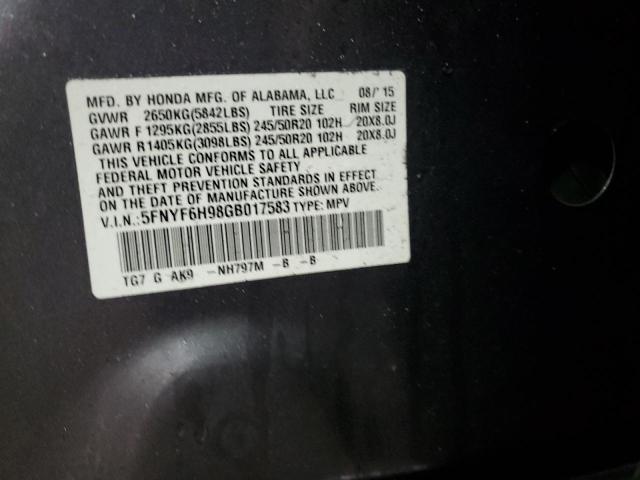 MFD. BY HONDA MFG. OF ALABAMA, LLC 08/ 15
GVWR 2650KG(5842LBS) TIRE SIZE RIM SIZE
GAWR F 1295KG(2855LBS) 245/50R20 102H 20X8.0J
GAWR R 1405KG(3098LBS) 245/50R20 102H 20X8.0J
THIS VEHICLE CONFORMS TO ALL APPLICABLE
FEDERAL MOTOR VEHICLE SAFETY
AND THEFT PREVENTION STANDARDS IN EFFECT
ON THE DATE OF MANUFACTURE SHOWN ABOVE.
V.I.N.: 5FNYF6H98GB017583 TYPE: MPV
TG7 G AK9 -NH797M -B -B